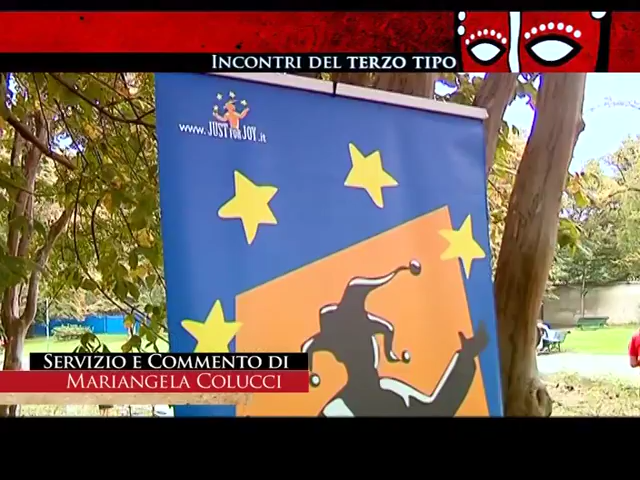 INCONTRI DEL TERZO TIPO
www.JUSTforJOY.it
SERVIZIO E COMMENTO DI
MARIANGELA COLUCCI